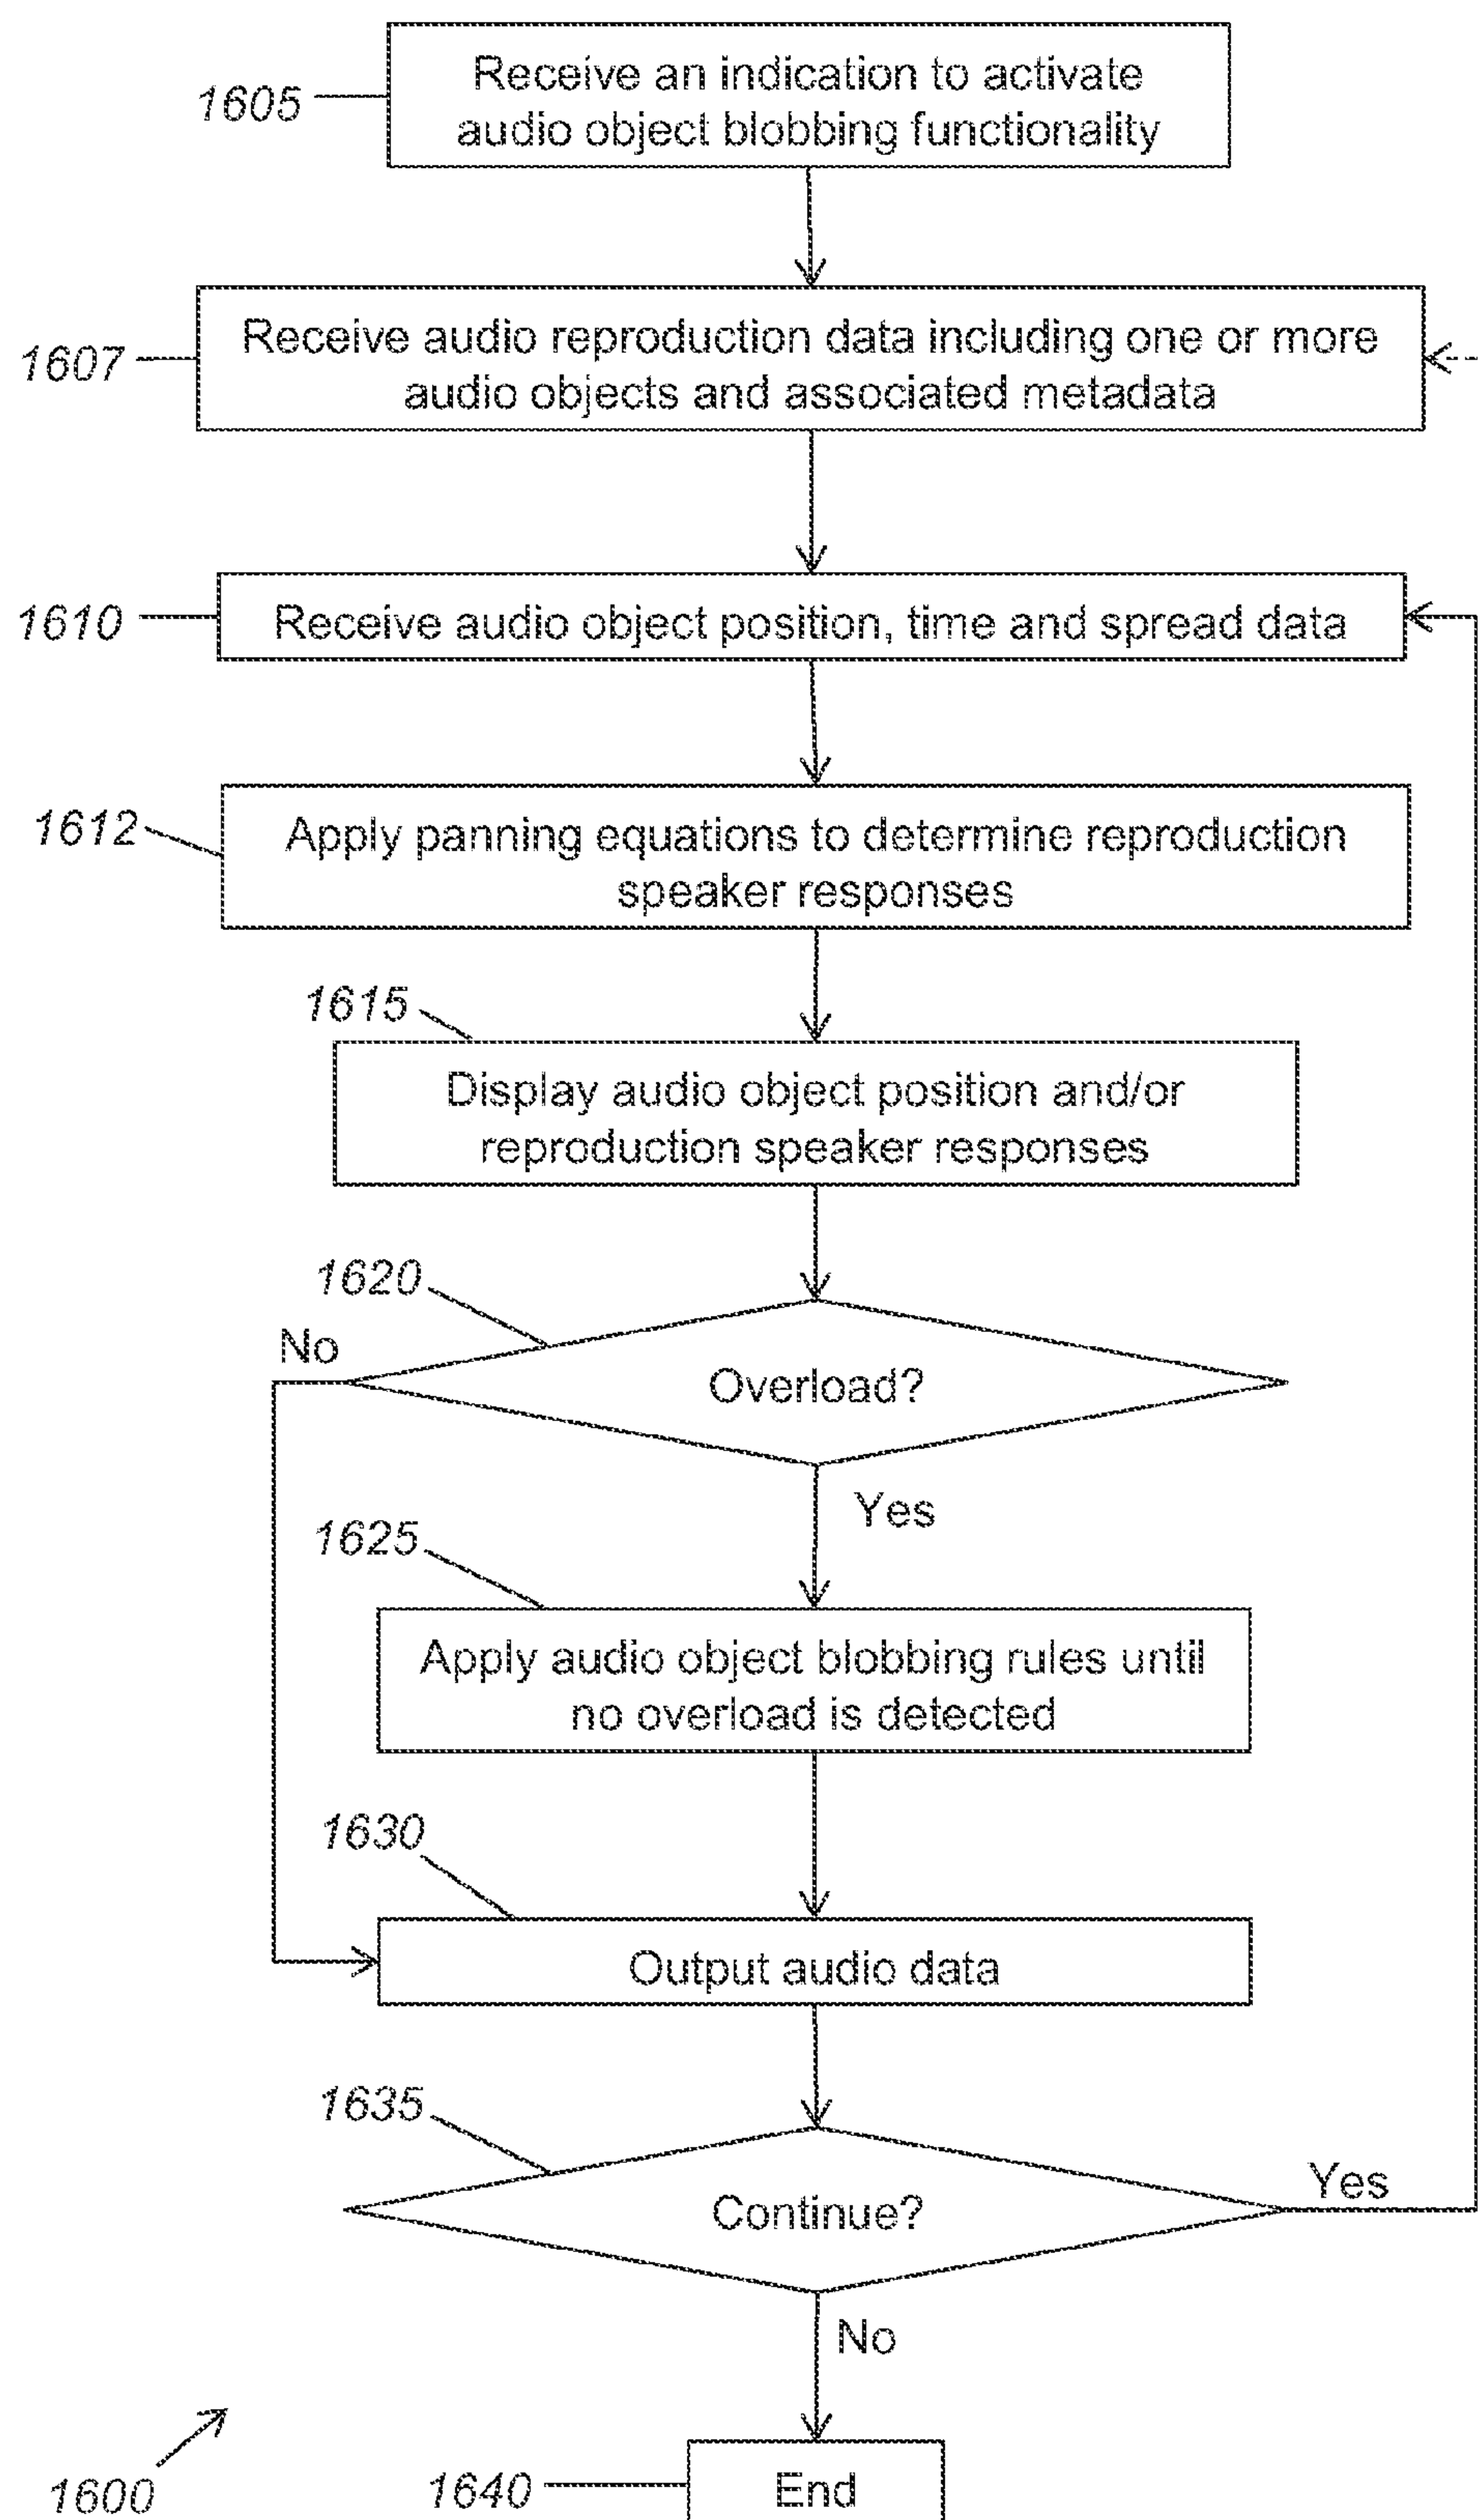 Receive an indication to activate
audio object blobbing functionality
1605
Receive audio reproduction data including one or more
audio objects and associated metadata
1607
1610
Receive audio object position, time and spread data
1612
Apply panning equations to determine reproduction
speaker responses
1615
Display audio object position and/or
reproduction speaker responses
1620
No
Overload?
Yes
1625
Apply audio object blobbing rules until
no overload is detected
1630
Output audio data
1635
Yes
Continue?
No
1600
1640
End